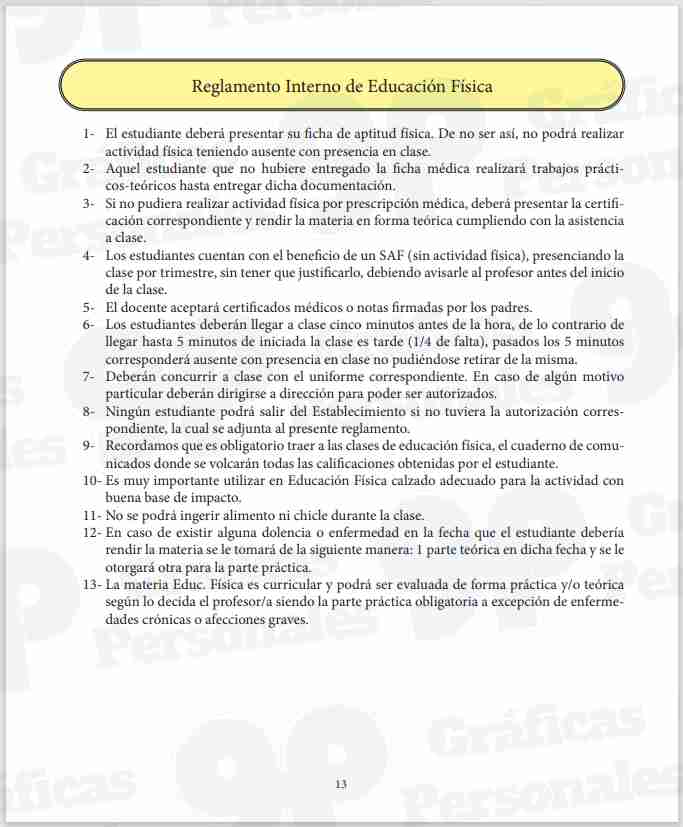 Reglamento Interno de Educación Física
1- El estudiante deberá presentar su ficha de aptitud física. De no ser así, no podrá realizar
actividad física teniendo ausente con presencia en clase.
2- Aquel estudiante que no hubiere entregado la ficha médica realizará trabajos prácti-
cos-teóricos hasta entregar dicha documentación.
3- Si no pudiera realizar actividad física por prescripción médica, deberá presentar la certifi-
cación correspondiente y rendir la materia en forma teórica cumpliendo con la asistencia
a clase.
4- Los estudiantes cuentan con el beneficio de un SAF (sin actividad física), presenciando la
clase por trimestre, sin tener que justificarlo, debiendo avisarle al profesor antes del inicio
de la clase.
5- El docente aceptará certificados médicos o notas firmadas por los padres.
6- Los estudiantes deberán llegar a clase cinco minutos antes de la hora, de lo contrario de
llegar hasta 5 minutos de iniciada la clase es tarde (1/4 de falta), pasados los 5 minutos
corresponderá ausente con presencia en clase no pudiéndose retirar de la misma.
7- Deberán concurrir a clase con el uniforme correspondiente. En caso de algún motivo
particular deberán dirigirse a dirección para poder ser autorizados.
8- Ningún estudiante podrá salir del Establecimiento si no tuviera la autorización corres-
pondiente, la cual se adjunta al presente reglamento.
9- Recordamos que es obligatorio traer a las clases de educación física, el cuaderno de comu-
nicados donde se volcarán todas las calificaciones obtenidas por el estudiante.
10- Es muy importante utilizar en Educación Física calzado adecuado para la actividad con
buena base de impacto.
11- No se podrá ingerir alimento ni chicle durante la clase.
12- En caso de existir alguna dolencia o enfermedad en la fecha que el estudiante debería
rendir la materia se le tomará de la siguiente manera: 1 parte teórica en dicha fecha y se le
otorgará otra para la parte práctica.
13- La materia Educ. Física es curricular y podrá ser evaluada de forma práctica y/o teórica
según lo decida el profesor/a siendo la parte práctica obligatoria a excepción de enferme-
dades crónicas o afecciones graves.
gp Gráficas
Personales
13